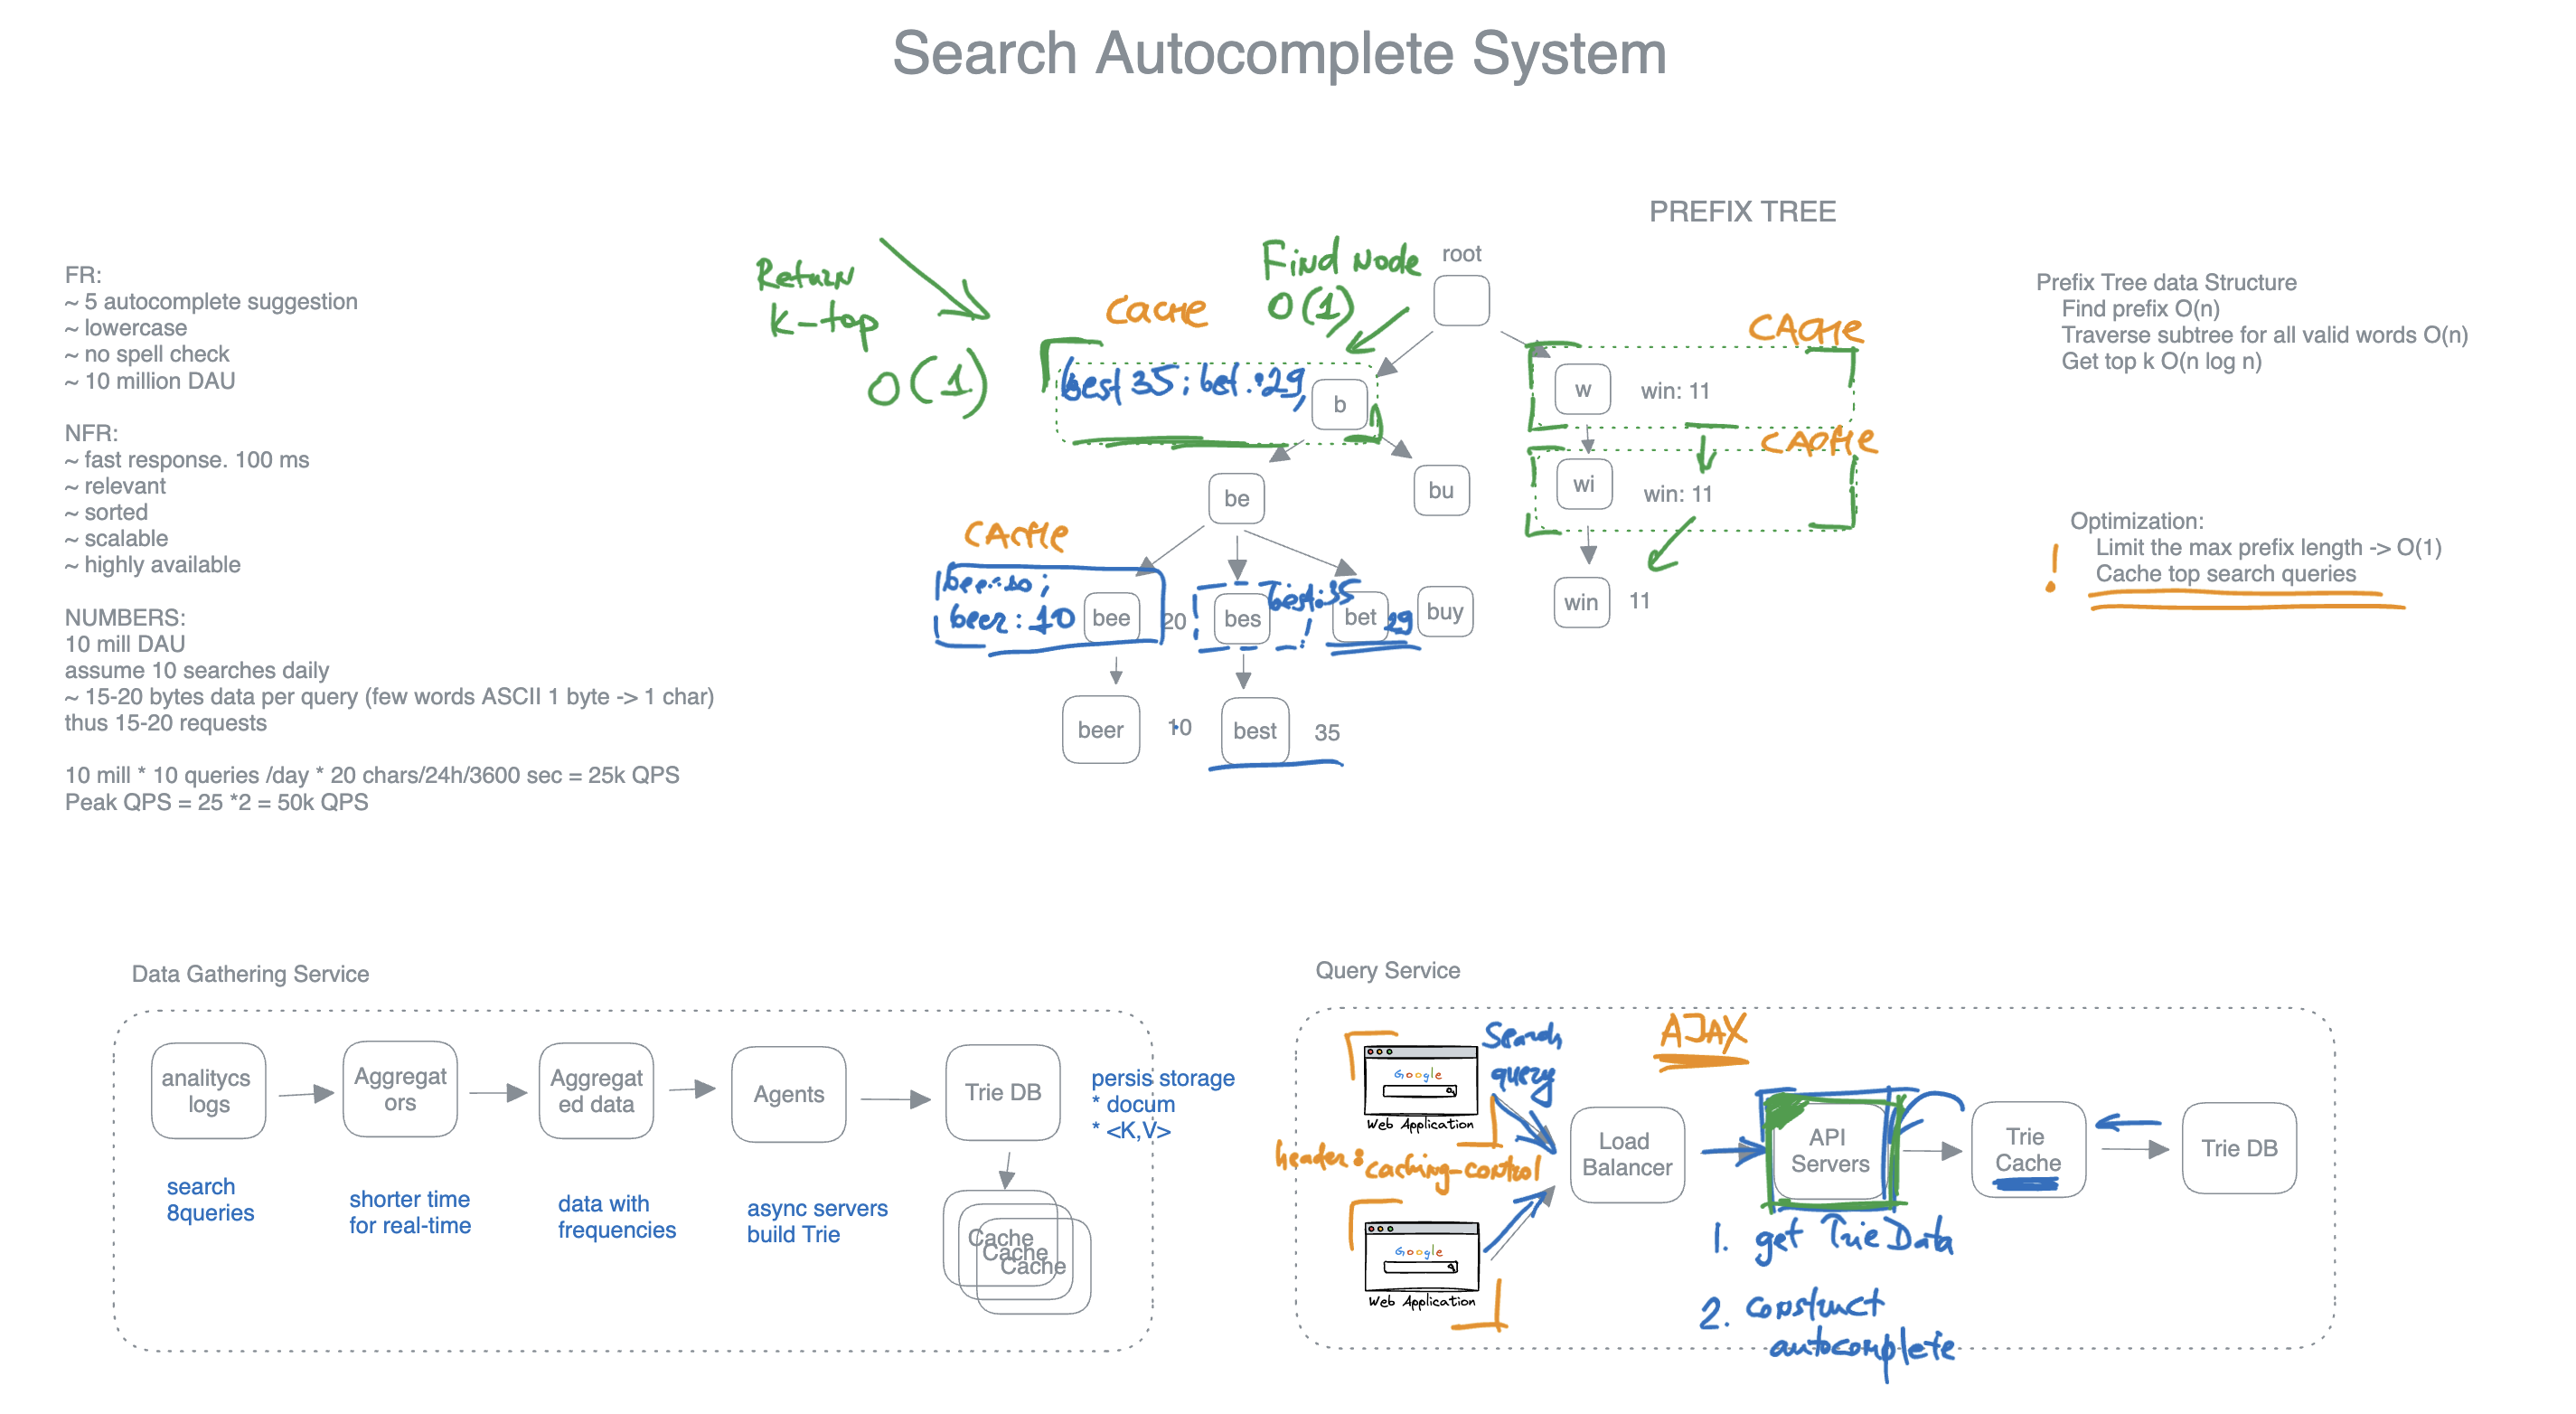 Search Autocomplete System
FR:
~ 5 autocomplete suggestion
~ lowercase
~ no spell check
~ 10 million DAU
NFR:
~ fast response. 100 ms
~ relevant
~ sorted
~ scalable
~ highly available
NUMBERS:
10 mill DAU
assume 10 searches daily
~ 15-20 bytes data per query (few words ASCII 1 byte -> 1 char)
thus 15-20 requests
10 mill * 10 queries /day * 20 chars/24h/3600 sec = 25k QPS
Peak QPS = 25 *2 = 50k QPS
PREFIX TREE
Return
k-top
O(1)
Find Node
O(1)
root
Cache
best 35; bet:29,
b
CAChe
w
win: 11
CAChe
wi
win: 11
win
11
be
bu
CAChe
beer: 10
bee
20
bes
best:35
bet
29
buy
beer
10
best
35
Prefix Tree data Structure
Find prefix O(n)
Traverse subtree for all valid words O(n)
Get top k O(n log n)
!
Optimization:
Limit the max prefix length -> O(1)
Cache top search queries
Data Gathering Service
analitycs
logs
Aggregat
ors
Aggregat
ed data
Agents
Trie DB
persis storage
* docum
* <K,V>
search
8queries
shorter time
for real-time
data with
frequencies
async servers
build Trie
Cache
Cache
Cache
Query Service
Google
Web Application
Search
query
AJAX
header: caching-control
Google
Web Application
Load
Balancer
API
Servers
Trie
Cache
Trie DB
1. get Trie Data
2. construct
autocomplete